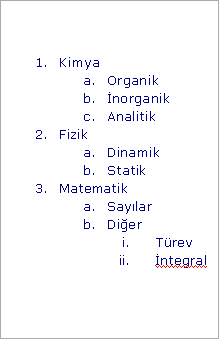 1. Kimya
a. Organik
b. İnorganik
c. Analitik
2. Fizik
a. Dinamik
b. Statik
3. Matematik
a. Sayılar
b. Diğer
i. Türev
ii. İntegral